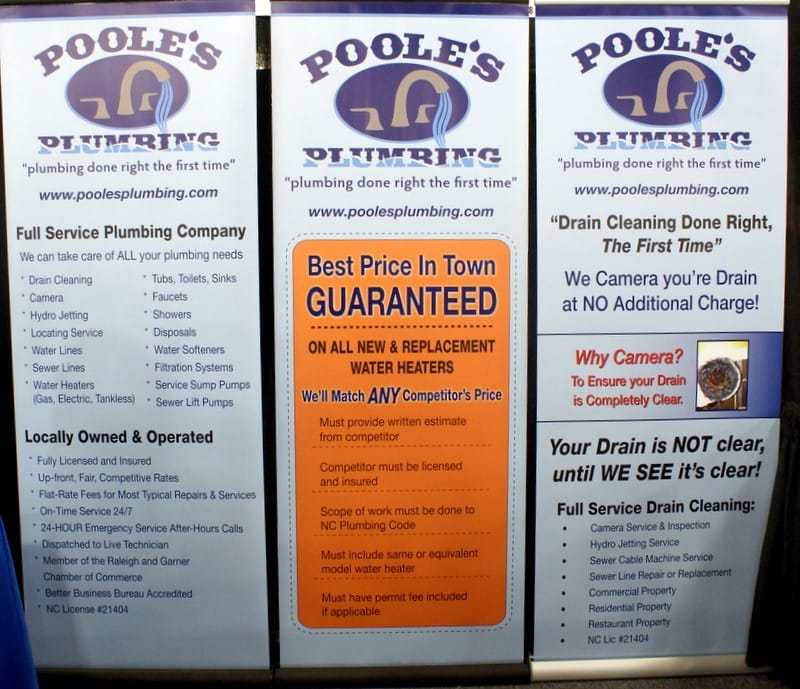 POOLE'S
PLUMBING
"plumbing done right the first time"
www.poolesplumbing.com
Full Service Plumbing Company
We can take care of ALL your plumbing needs
* Drain Cleaning
* Camera
* Hydro Jetting
* Locating Service
* Water Lines
* Sewer Lines
* Water Heaters
(Gas, Electric, Tankless)
* Tubs, Toilets, Sinks
* Faucets
* Showers
* Disposals
* Water Softeners
* Filtration Systems
* Service Sump Pumps
* Sewer Lift Pumps
Locally Owned & Operated
* Fully Licensed and Insured
* Up-front, Fair, Competitive Rates
* Flat-Rate Fees for Most Typical Repairs & Services
* On-Time Service 24/7
* 24-HOUR Emergency Service After-Hours Calls
* Dispatched to Live Technician
* Member of the Raleigh and Garner
Chamber of Commerce
* Better Business Bureau Accredited
* NC License #21404
POOLE'S
PLUMBING
"plumbing done right the first time"
www.poolesplumbing.com
Best Price In Town
GUARANTEED
ON ALL NEW & REPLACEMENT
WATER HEATERS
We'll Match ANY Competitor's Price
Must provide written estimate
from competitor
Competitor must be licensed
and insured
Scope of work must be done to
NC Plumbing Code
Must include same or equivalent
model water heater
Must have permit fee included
if applicable
POOLE'S
PLUMBING
"plumbing done right the first time"
www.poolesplumbing.com
"Drain Cleaning Done Right,
The First Time"
We Camera you're Drain
at NO Additional Charge!
Why Camera?
To Ensure your Drain
is Completely Clear.
Your Drain is NOT clear,
until WE SEE it's clear!
Full Service Drain Cleaning:
• Camera Service & Inspection
• Hydro Jetting Service
• Sewer Cable Machine Service
• Sewer Line Repair or Replacement
• Commercial Property
• Residential Property
• Restaurant Property
• NC Lic #21404